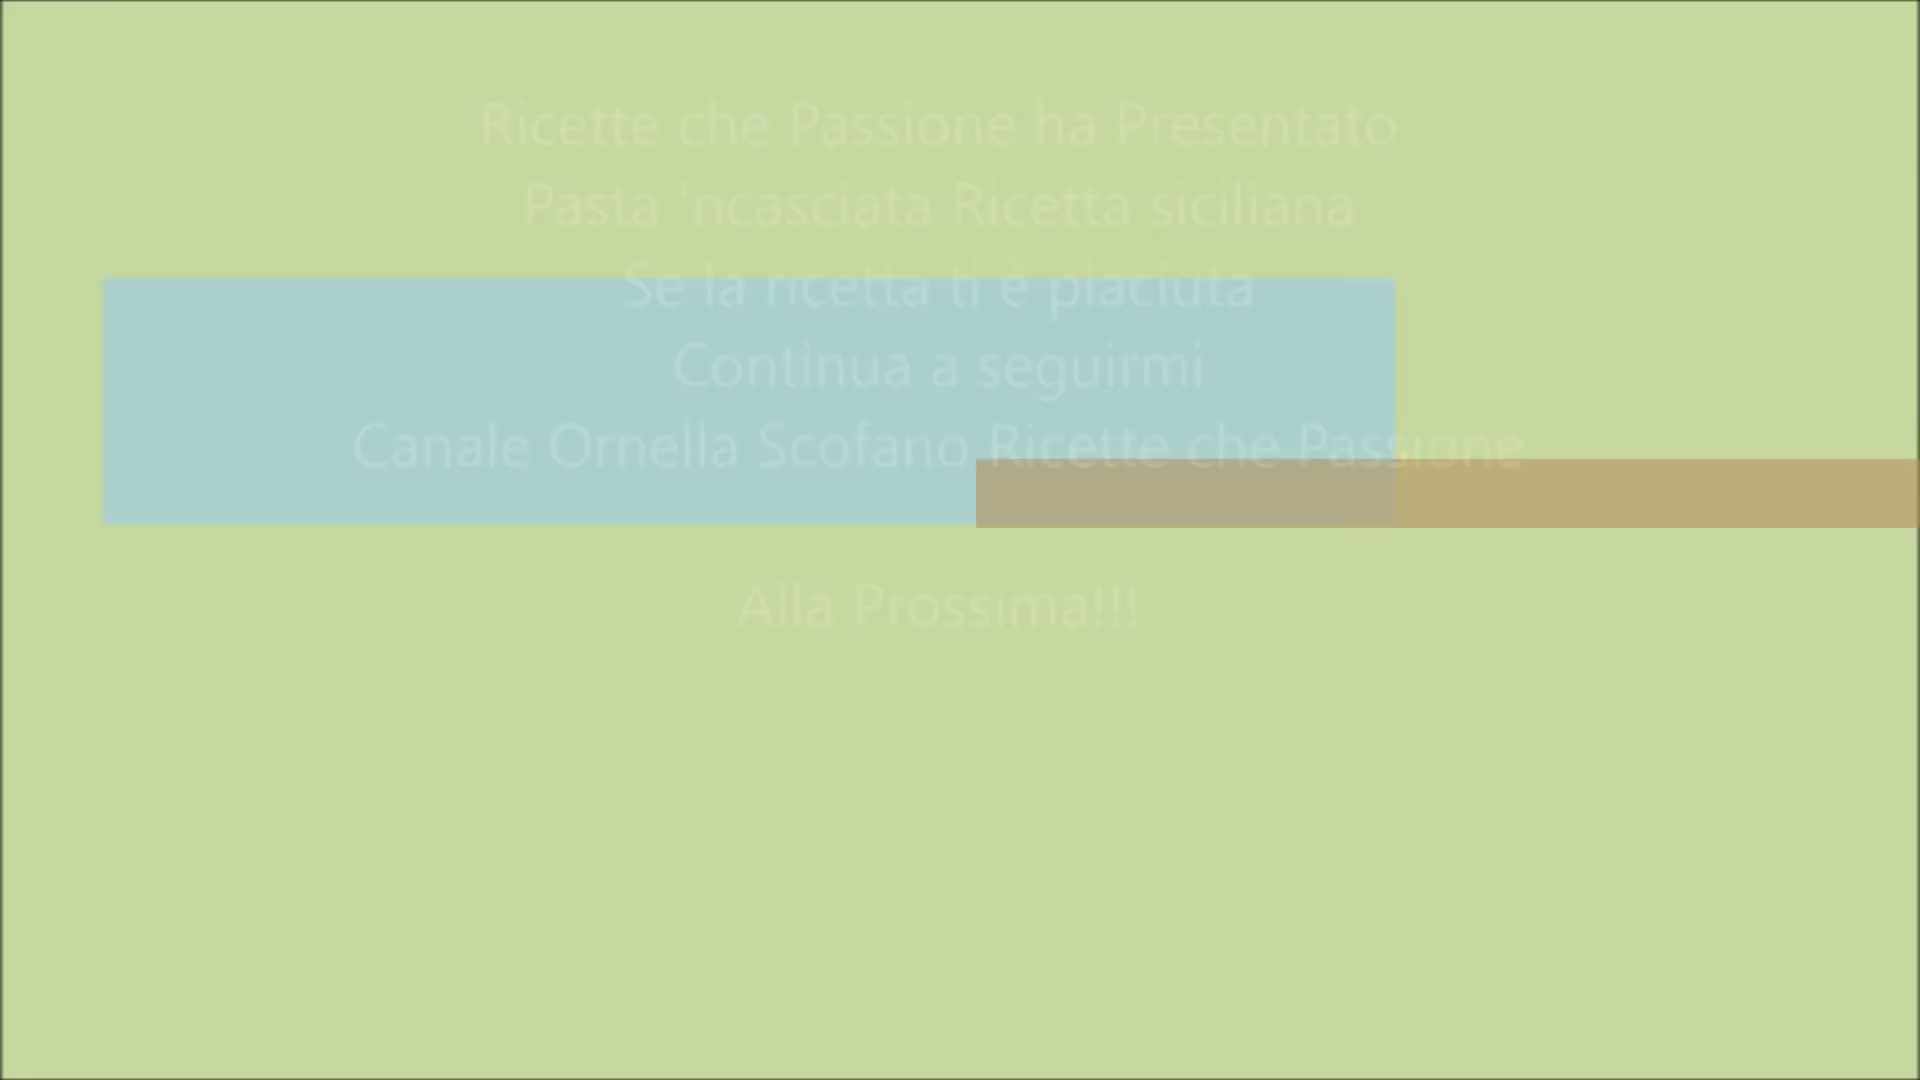 Ricette che Passione ha Presentato
Pasta 'ncasciata Ricetta siciliana
Se la ricetta ti è piaciuta
Continua a seguirmi
Canale Ornella Scofano Ricette che Passione
Alla Prossima!!!